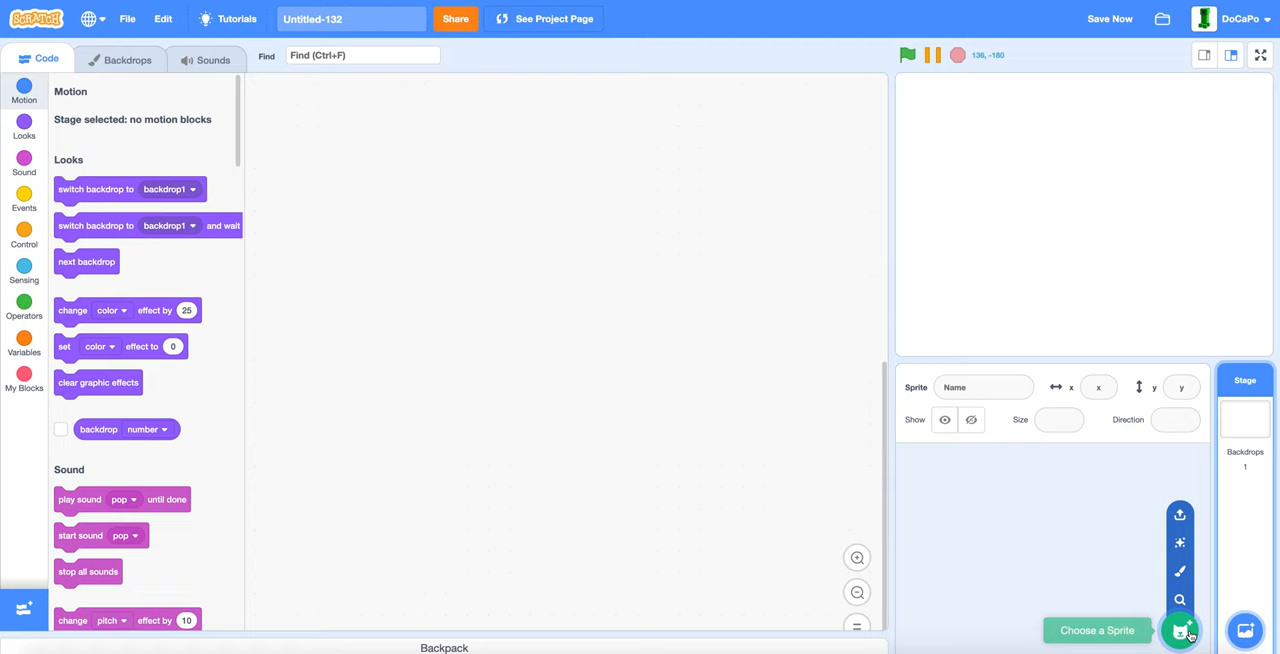 SCRATCH File Edit Tutorials Untitled-132 Share See Project Page Save Now DoCaPo
Code Backdrops Sounds Find Find (Ctrl+F) 136, -180
Motion
Looks
Sound
Events
Control
Sensing
Operators
Variables
My Blocks
Motion
Stage selected: no motion blocks
Looks
switch backdrop to backdrop1
switch backdrop to backdrop1 and wait
next backdrop
change color effect by 25
set color effect to 0
clear graphic effects
backdrop number
Sound
play sound pop until done
start sound pop
stop all sounds
change pitch effect by 10
Backpack
Sprite Name x x y y
Show Size Direction
Choose a Sprite
Stage
Backdrops
1